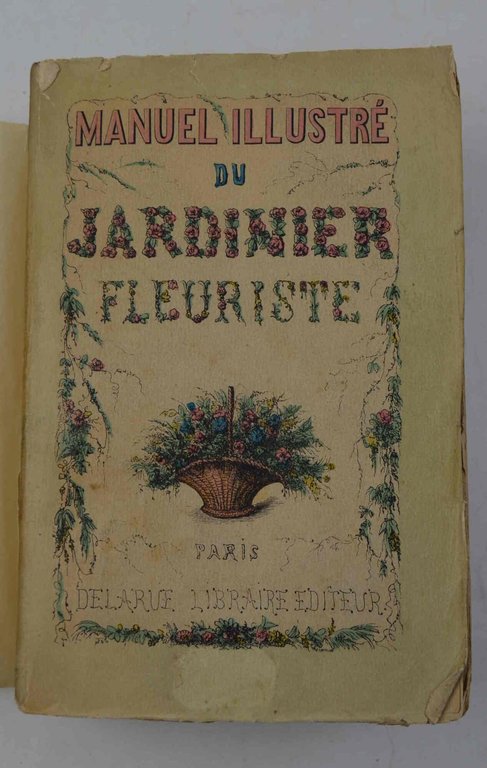 MANUEL ILLUSTRÉ
DU
JARDINIER
FLEURISTE
PARIS
DELARUE LIBRAIRE EDITEUR